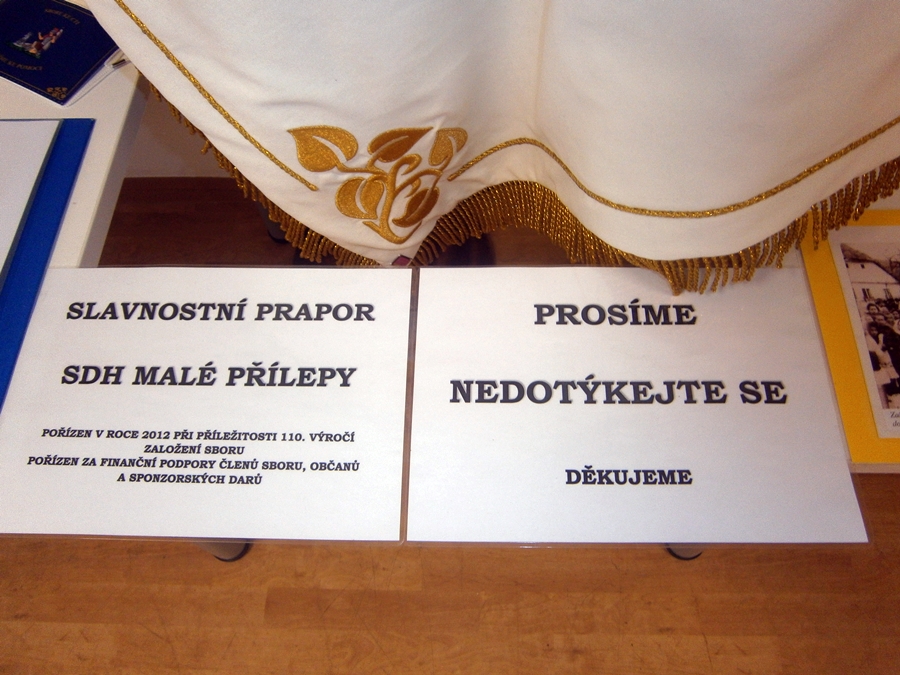 SLAVNOSTNÍ PRAPOR
SDH MALÉ PŘÍLEPY
POŘÍZEN V ROCE 2012 PŘI PŘÍLEŽITOSTI 110. VÝROČÍ
ZALOŽENÍ SBORU
POŘÍZEN ZA FINANČNÍ PODPORY ČLENŮ SBORU, OBČANŮ
A SPONZORSKÝCH DARŮ
PROSÍME
NEDOTÝKEJTE SE
DĚKUJEME